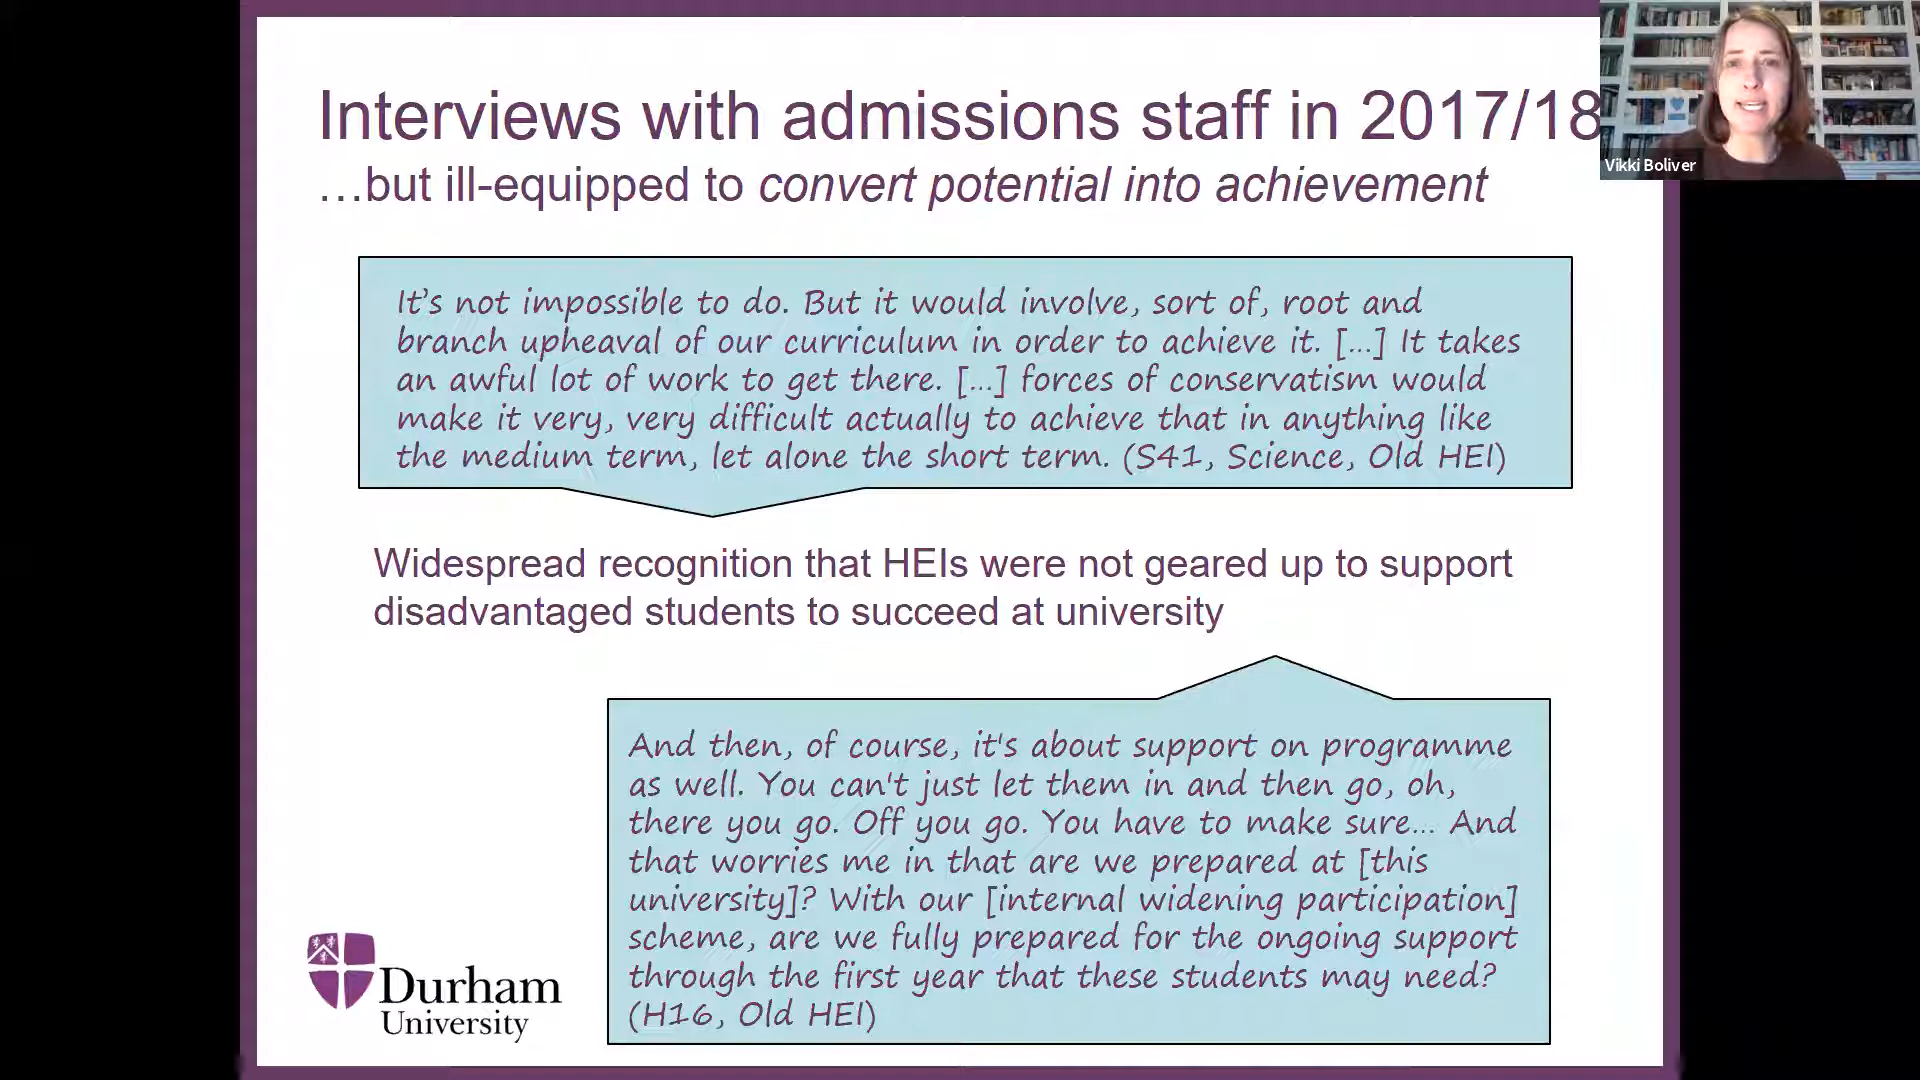 Interviews with admissions staff in 2017/18
…but ill-equipped to convert potential into achievement
Vikki Boliver
It’s not impossible to do. But it would involve, sort of, root and
branch upheaval of our curriculum in order to achieve it. […] It takes
an awful lot of work to get there. […] forces of conservatism would
make it very, very difficult actually to achieve that in anything like
the medium term, let alone the short term. (S41, Science, Old HEI)
Widespread recognition that HEIs were not geared up to support
disadvantaged students to succeed at university
And then, of course, it's about support on programme
as well. You can't just let them in and then go, oh,
there you go. Off you go. You have to make sure… And
that worries me in that are we prepared at [this
university]? With our [internal widening participation]
scheme, are we fully prepared for the ongoing support
through the first year that these students may need?
(H16, Old HEI)
Durham
University